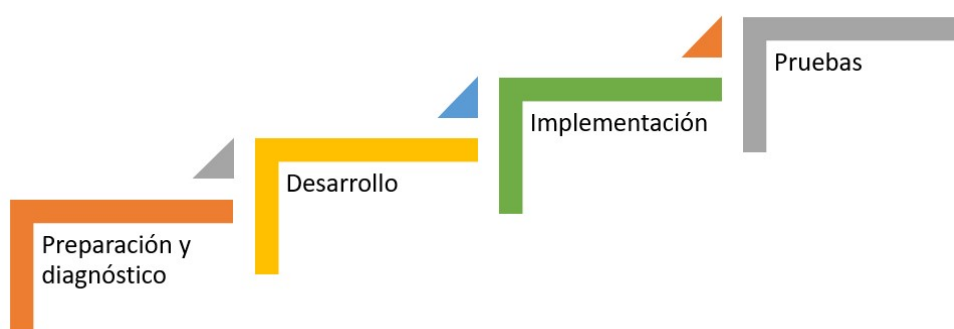 Preparación y
diagnóstico
Desarrollo
Implementación
Pruebas